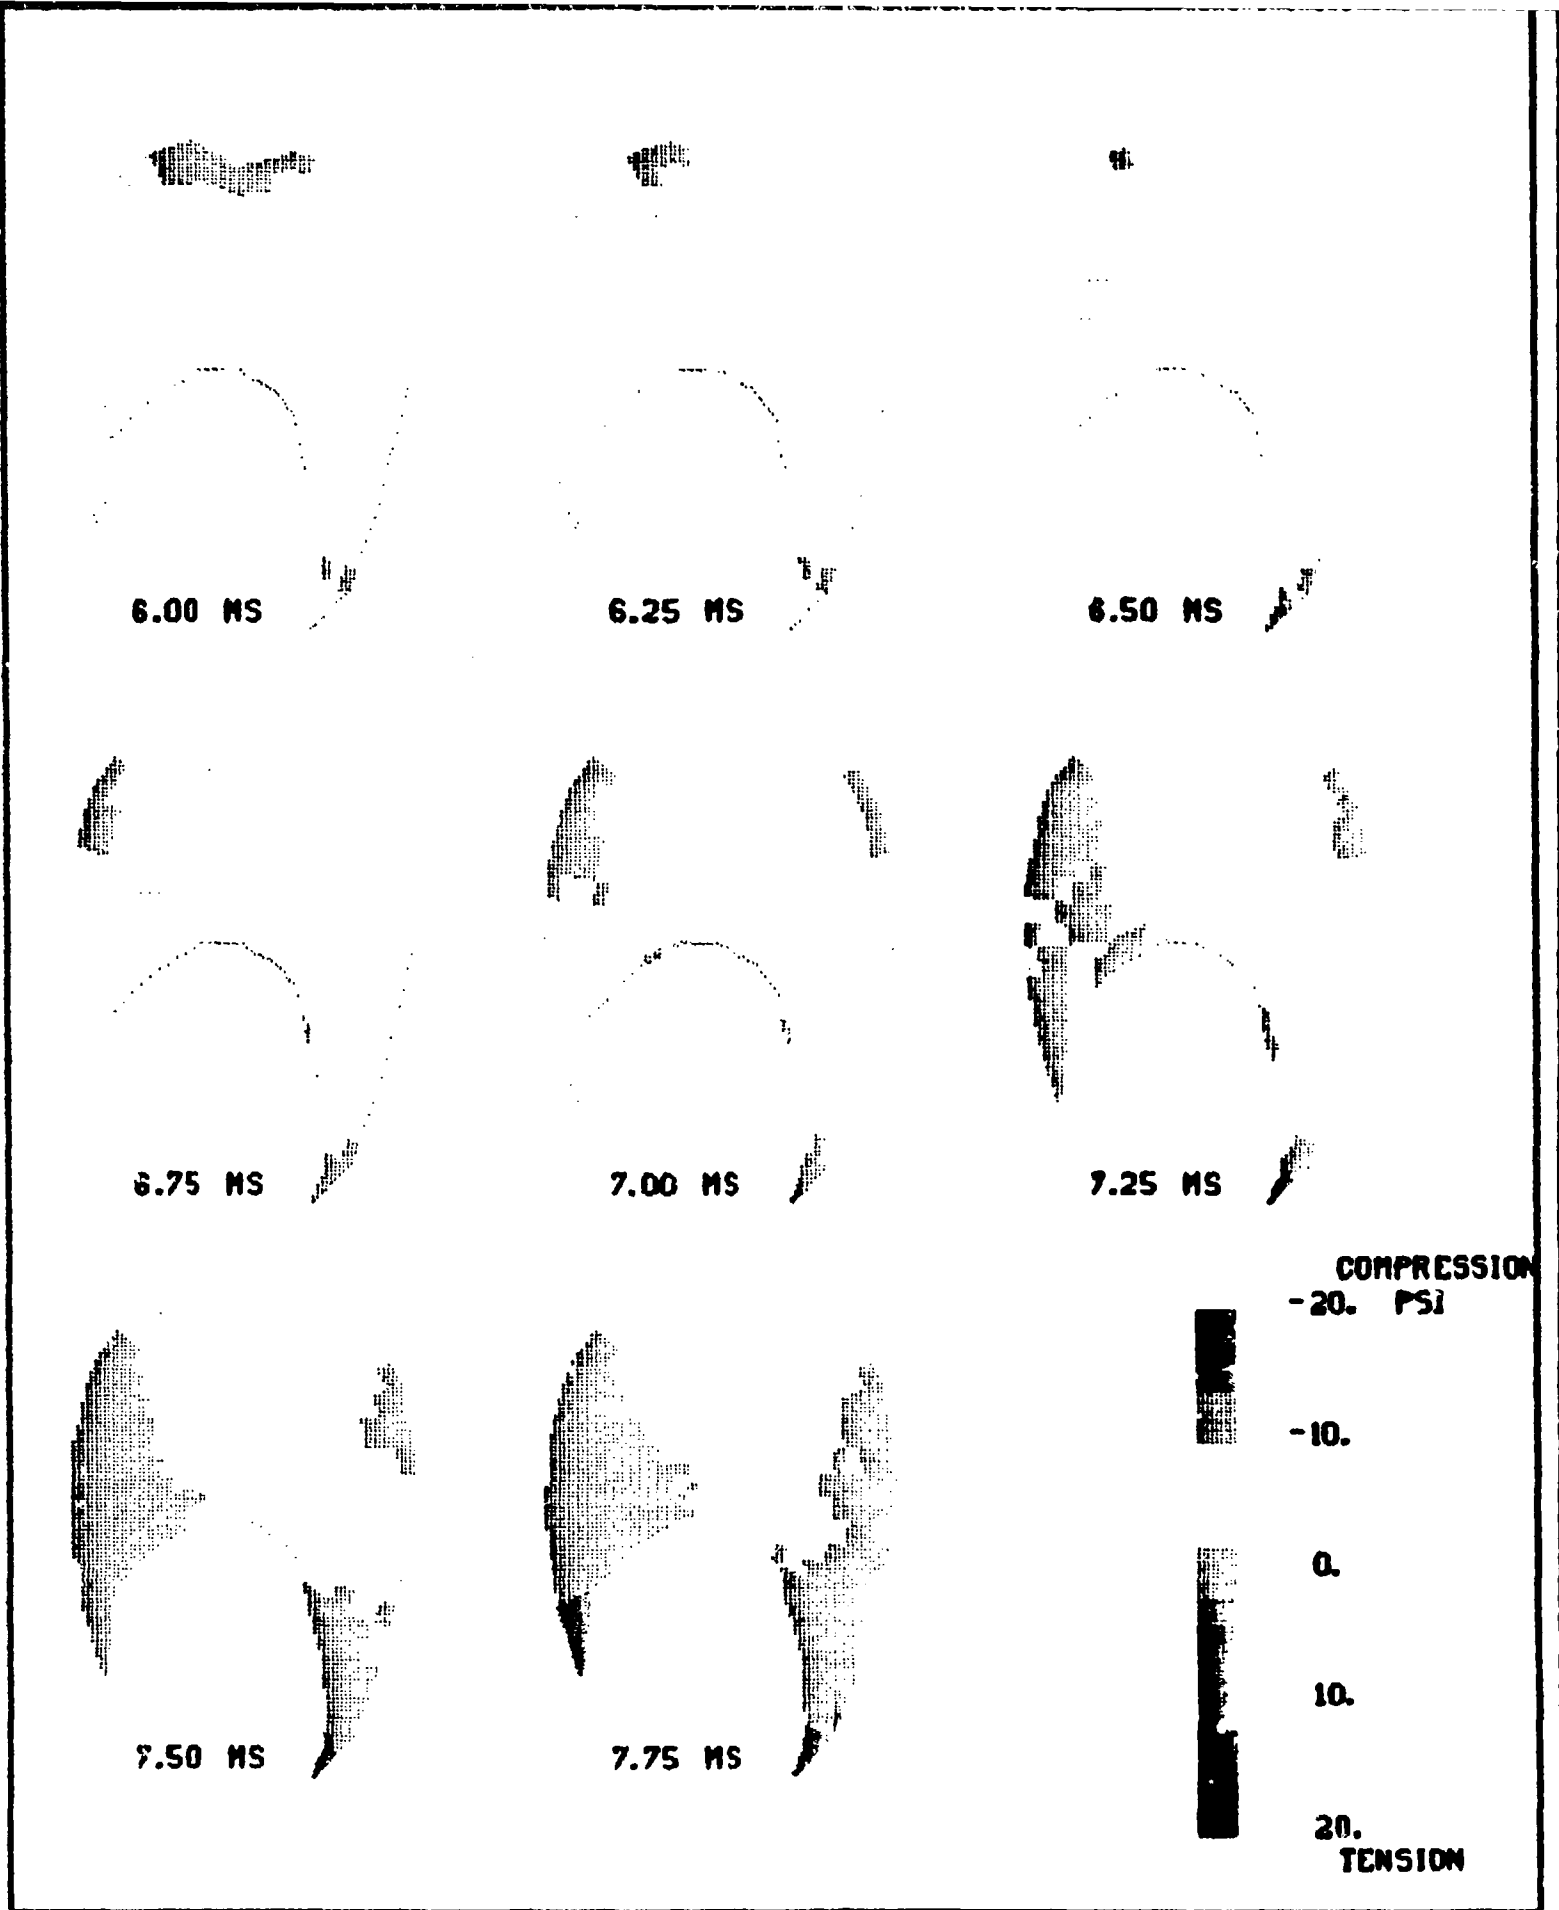 6.00 MS
6.25 MS
6.50 MS
6.75 MS
7.00 MS
7.25 MS
COMPRESSION
-20. PSI
-10.
0.
7.50 MS
7.75 MS
10.
20.
TENSION